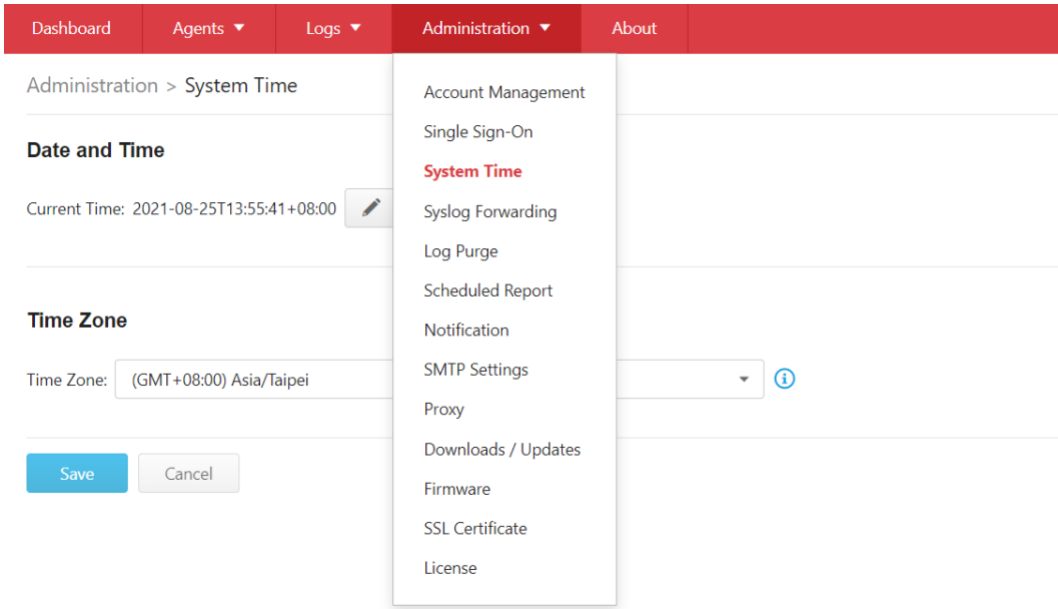 Dashboard Agents Logs Administration About
Administration > System Time
Date and Time
Current Time: 2021-08-25T13:55:41+08:00
Time Zone
Time Zone: (GMT+08:00) Asia/Taipei
Save Cancel
Account Management
Single Sign-On
System Time
Syslog Forwarding
Log Purge
Scheduled Report
Notification
SMTP Settings
Proxy
Downloads / Updates
Firmware
SSL Certificate
License